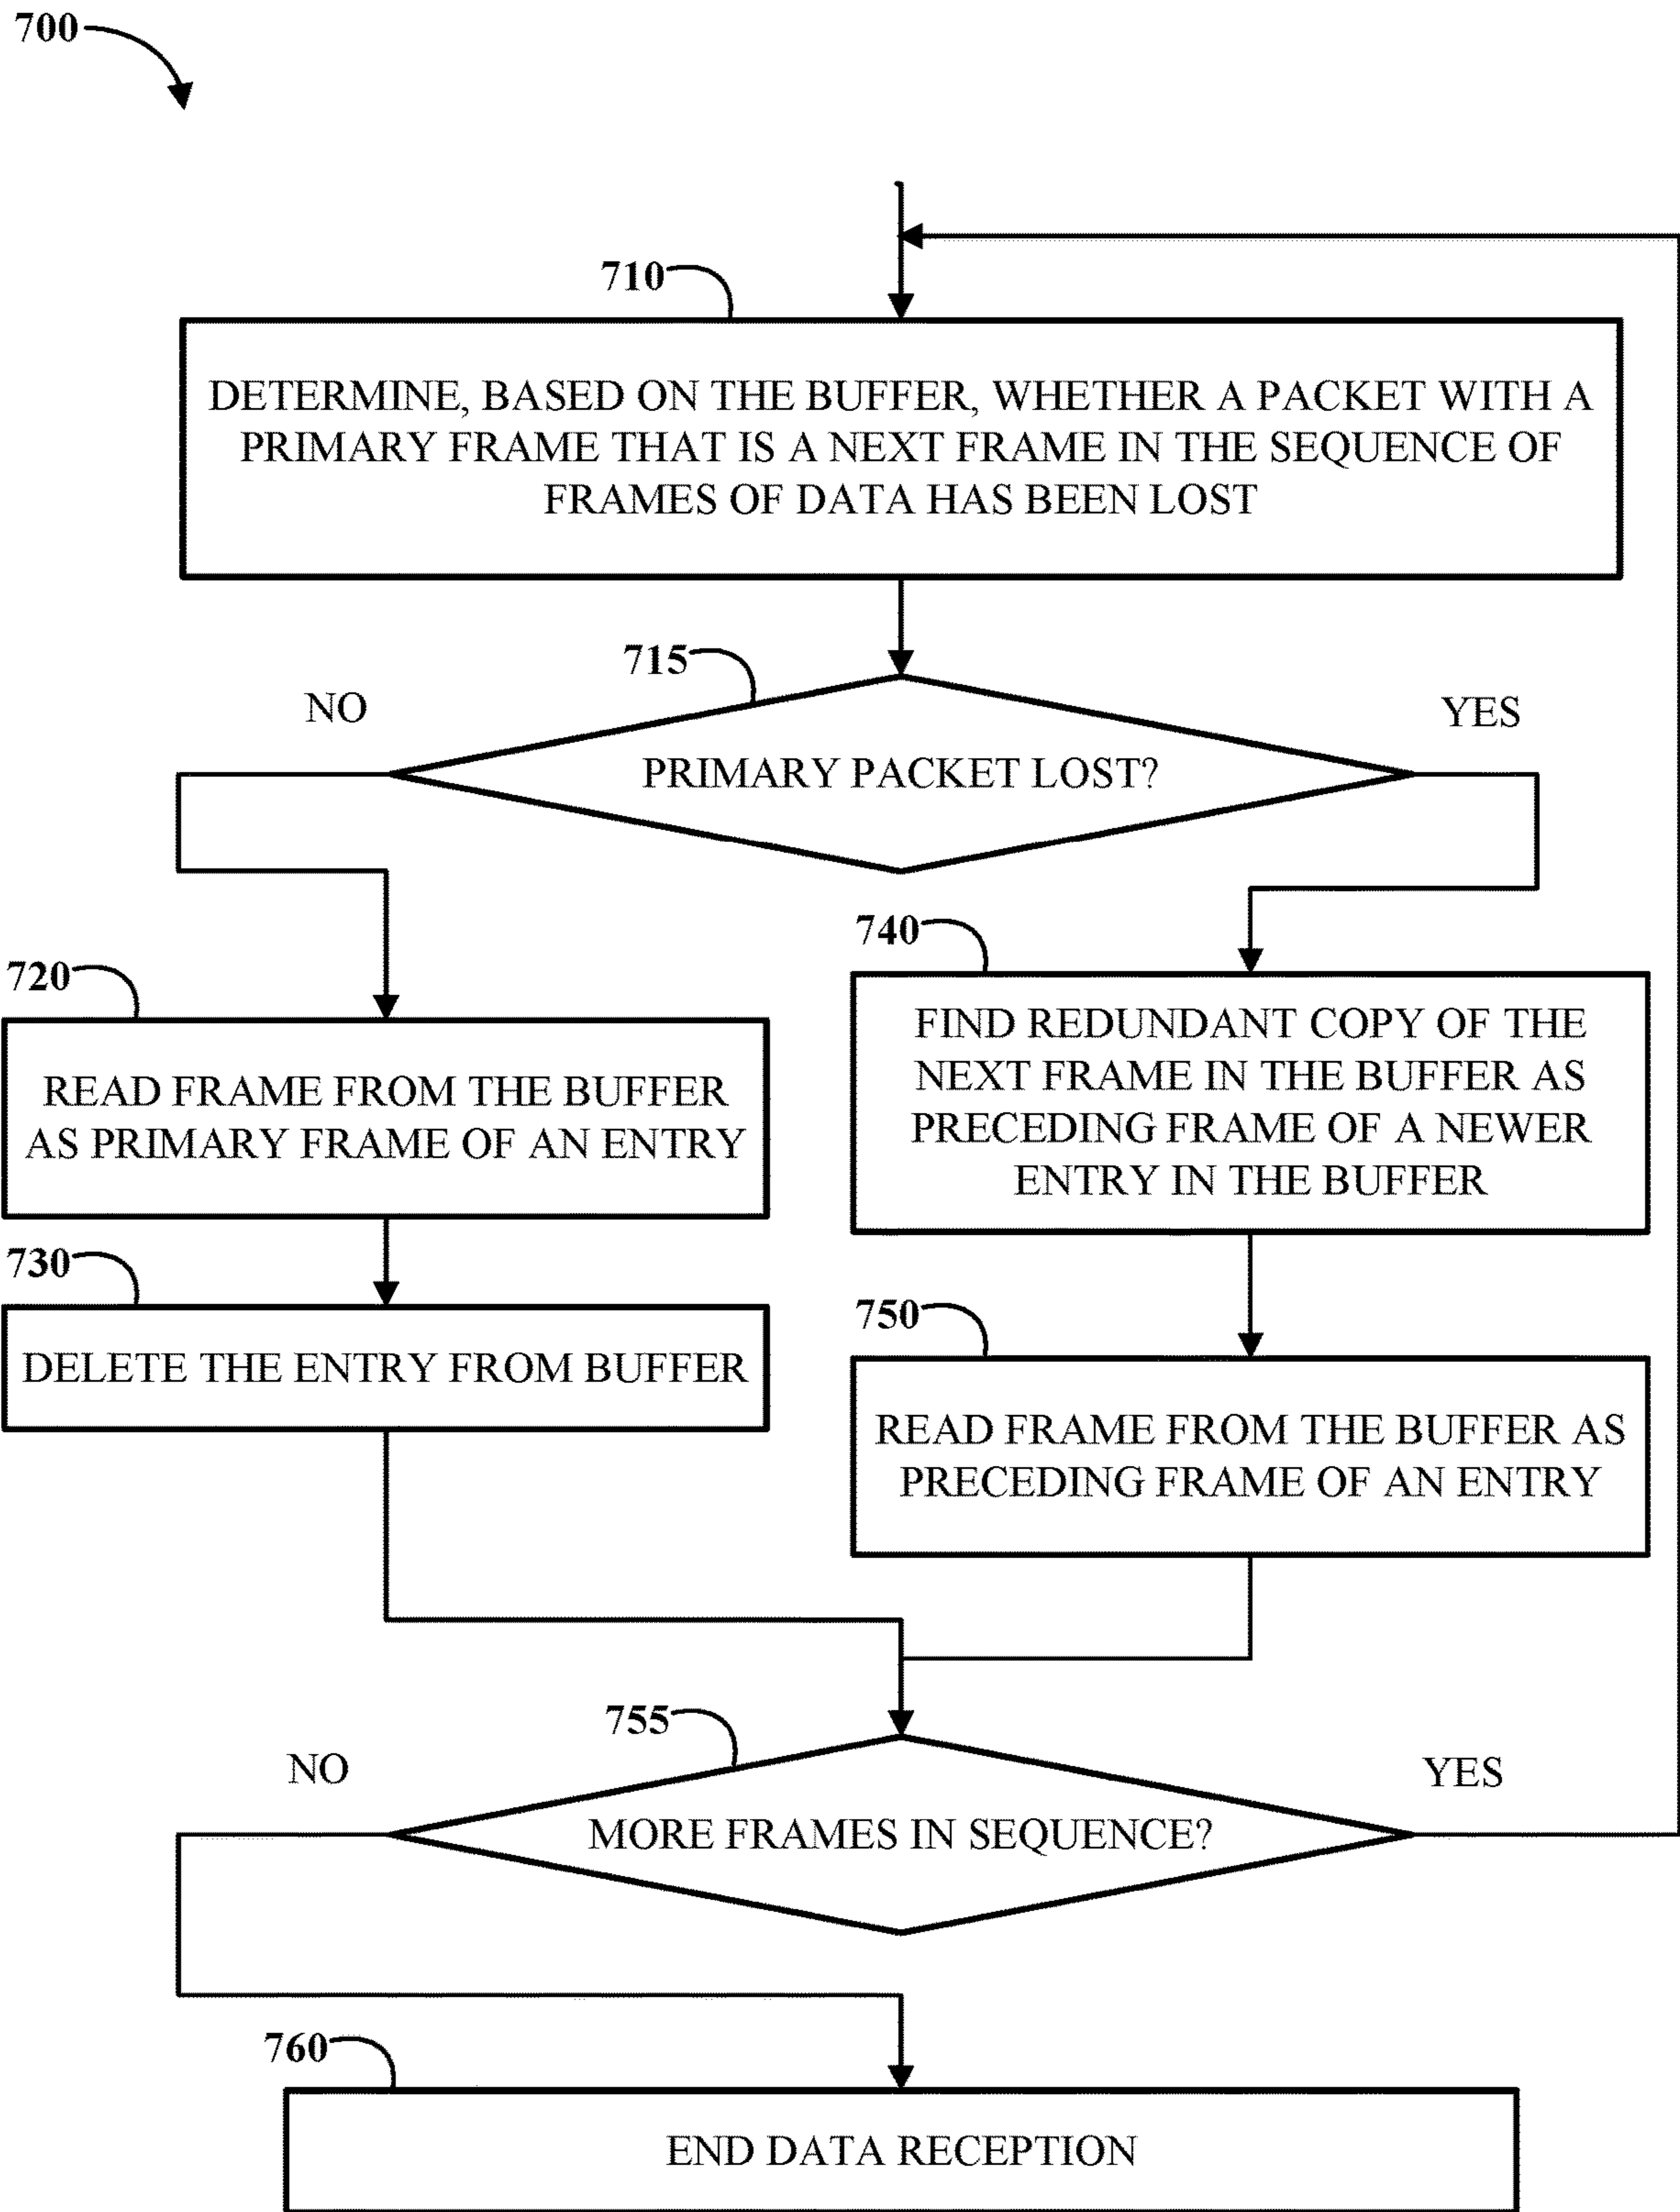 700
710
DETERMINE, BASED ON THE BUFFER, WHETHER A PACKET WITH A
PRIMARY FRAME THAT IS A NEXT FRAME IN THE SEQUENCE OF
FRAMES OF DATA HAS BEEN LOST
715
NO
YES
PRIMARY PACKET LOST?
720
READ FRAME FROM THE BUFFER
AS PRIMARY FRAME OF AN ENTRY
730
DELETE THE ENTRY FROM BUFFER
740
FIND REDUNDANT COPY OF THE
NEXT FRAME IN THE BUFFER AS
PRECEDING FRAME OF A NEWER
ENTRY IN THE BUFFER
750
READ FRAME FROM THE BUFFER AS
PRECEDING FRAME OF AN ENTRY
755
NO
YES
MORE FRAMES IN SEQUENCE?
760
END DATA RECEPTION